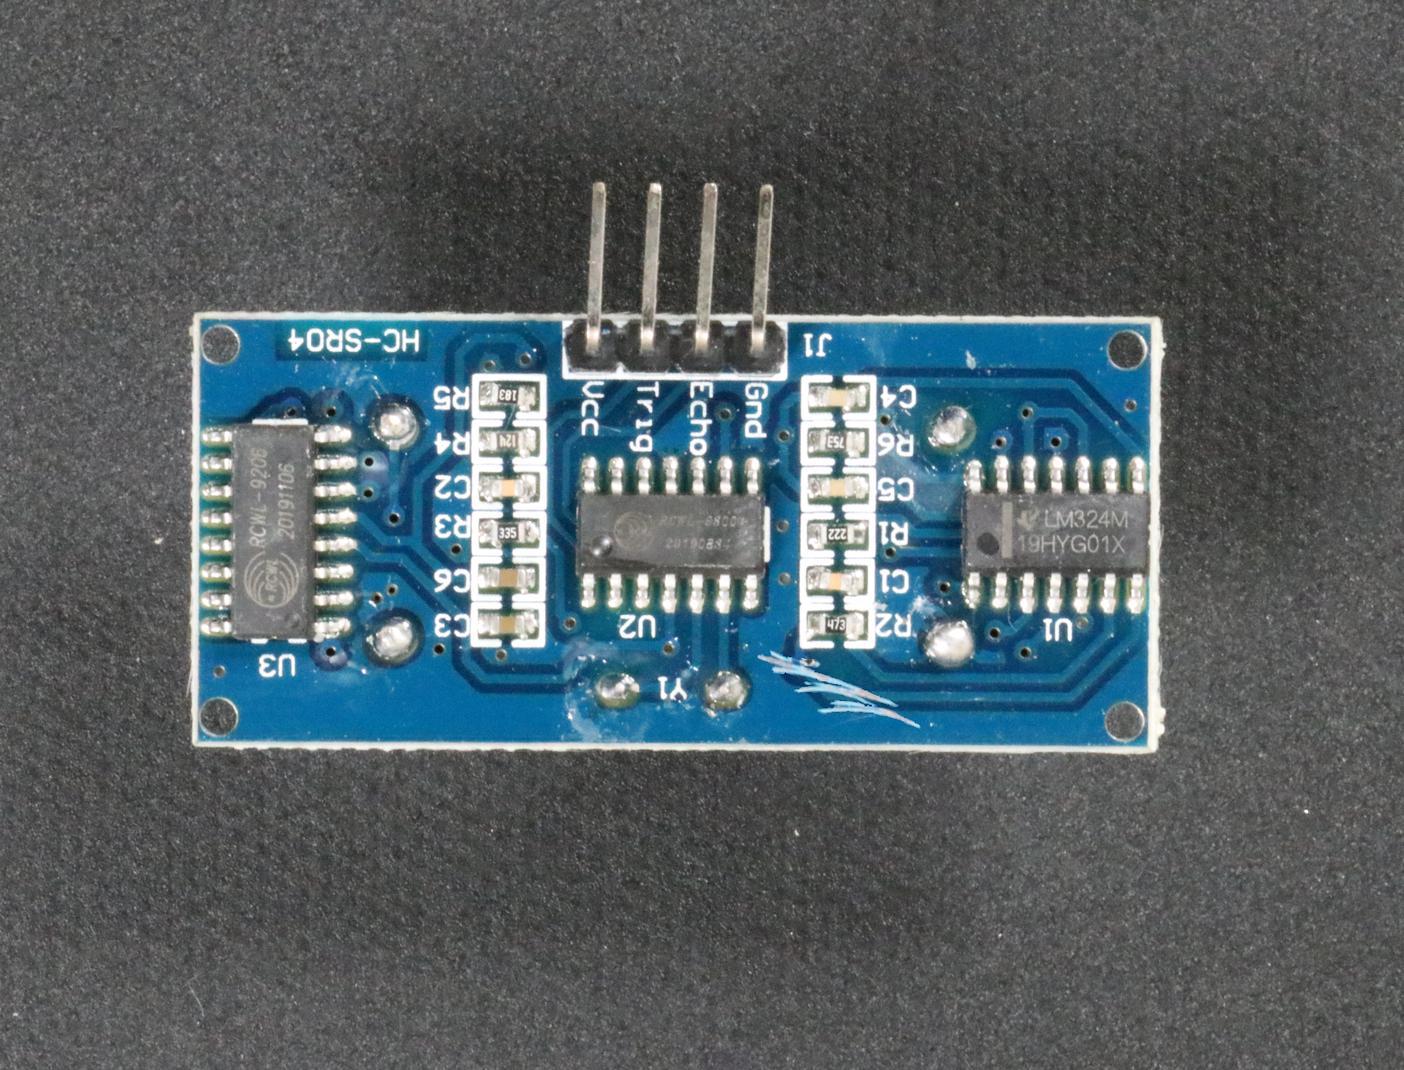 HC-SR04
J1
Vcc
Trig
Echo
Gnd
R5
183
R4
124
C2
R3
335
C6
C3
C4
R6
753
C5
R1
222
C1
R2
473
RCWL-9206
20191106
RCWL
U3
U2
Y1
LM324M
19HYG01X
U1